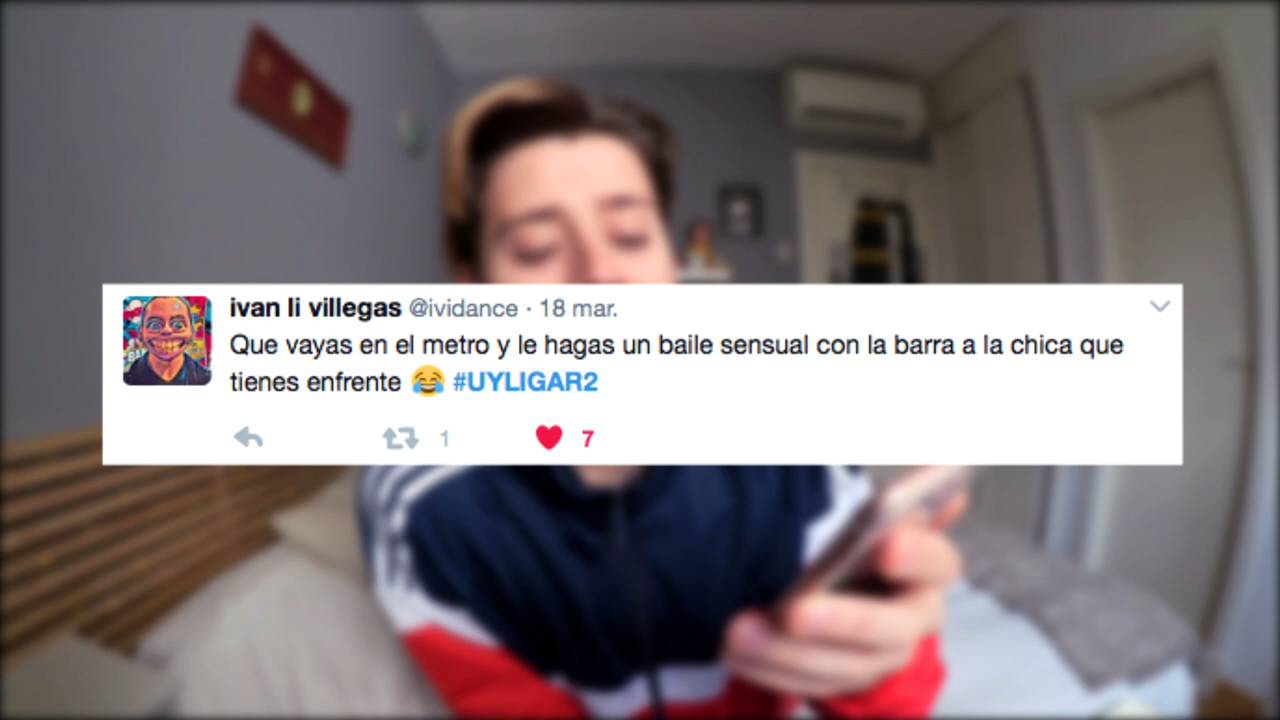 ivan li villegas @ividance · 18 mar.
Que vayas en el metro y le hagas un baile sensual con la barra a la chica que
tienes enfrente 😂 #UYLIGAR2
1 7